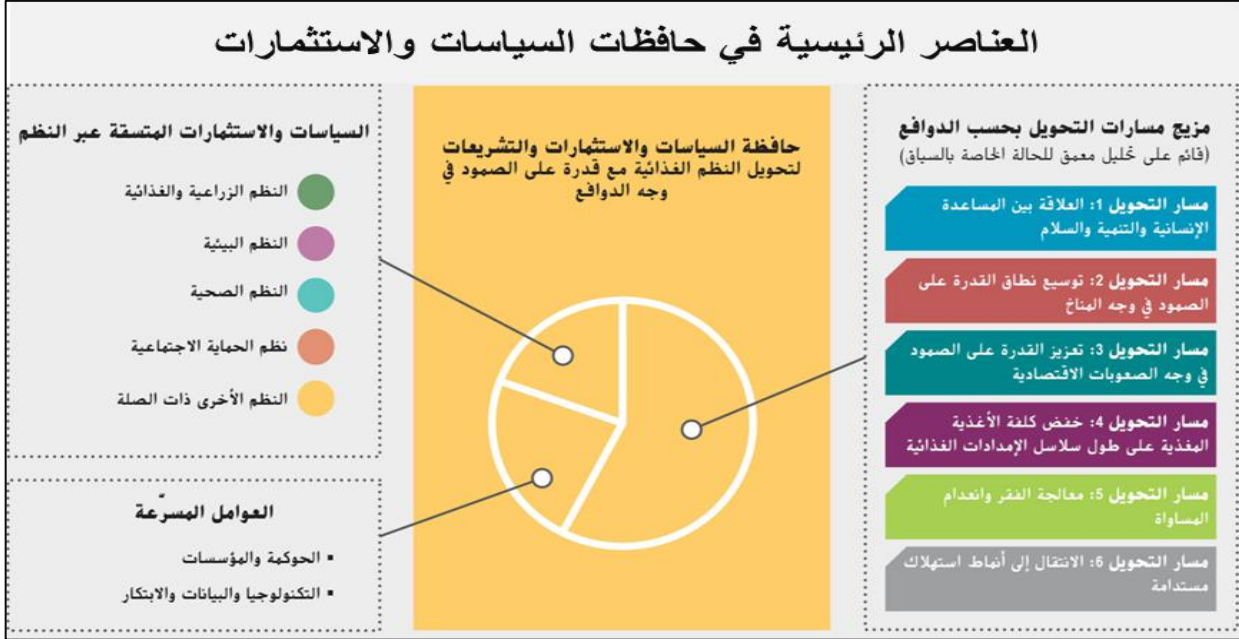 العناصر الرئيسية في حافظات السياسات والاستثمارات
مزيج مسارات التحويل بحسب الدوافع
(قائم على تحليل معمق للحالة الخاصة بالسياق)
مسار التحويل 1: العلاقة بين المساعدة
الإنسانية والتنمية والسلام
مسار التحويل 2: توسيع نطاق القدرة على
الصمود في وجه المناخ
مسار التحويل 3: تعزيز القدرة على الصمود
في وجه الصعوبات الاقتصادية
مسار التحويل 4: خفض كلفة الأغذية
المغذية على طول سلاسل الإمدادات الغذائية
مسار التحويل 5: معالجة الفقر وانعدام
المساواة
مسار التحويل 6: الانتقال إلى أنماط استهلاك
مستدامة
حافظة السياسات والاستثمارات والتشريعات
لتحويل النظم الغذائية مع قدرة على الصمود في
وجه الدوافع
السياسات والاستثمارات المتسقة عبر النظم
النظم الزراعية والغذائية
النظم البيئية
النظم الصحية
نظم الحماية الاجتماعية
النظم الأخرى ذات الصلة
العوامل المسرّعة
▪ الحوكمة والمؤسسات
▪ التكنولوجيا والبيانات والابتكار